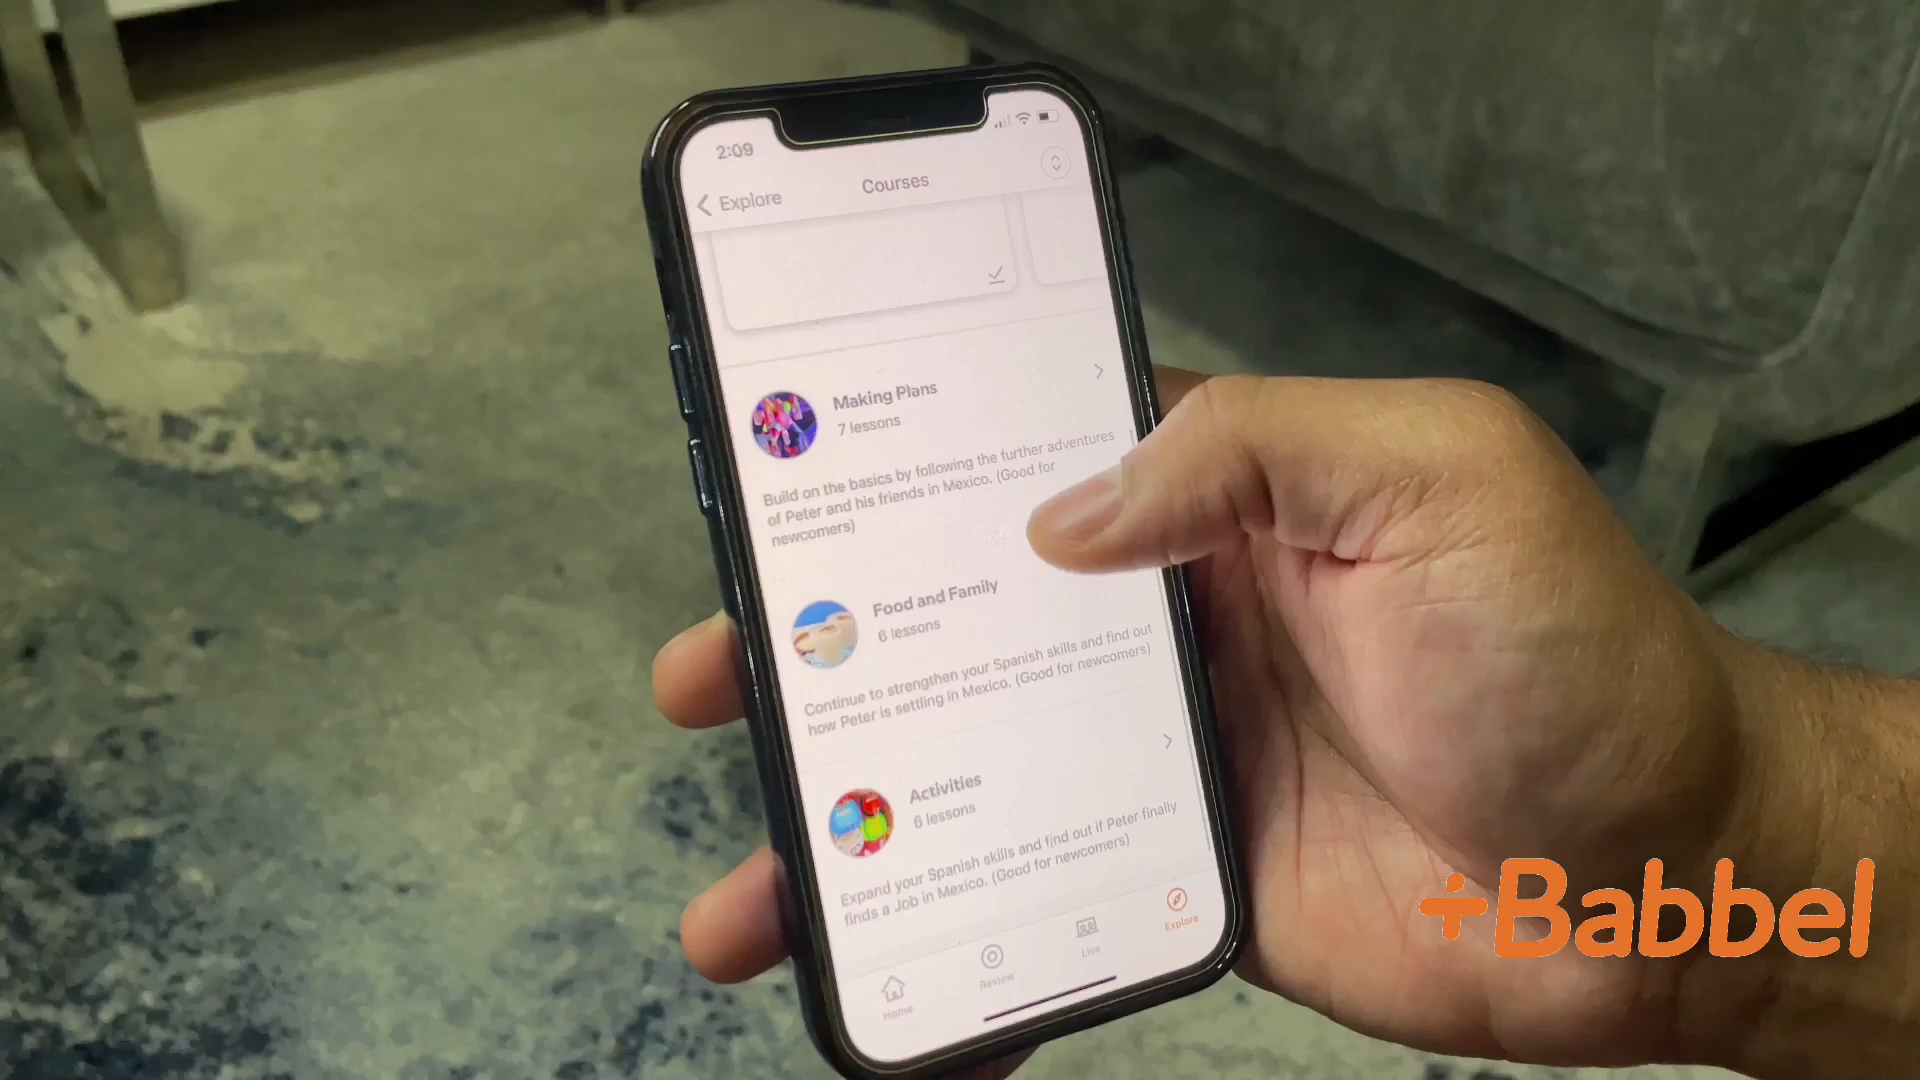 2:09
Explore
Courses
Making Plans
7 lessons
Build on the basics by following the further adventures
of Peter and his friends in Mexico. (Good for
newcomers)
Food and Family
6 lessons
Continue to strengthen your Spanish skills and find out
how Peter is settling in Mexico. (Good for newcomers)
Activities
6 lessons
Expand your Spanish skills and find out if Peter finally
finds a Job in Mexico. (Good for newcomers)
Home
Review
Live
Explore
+Babbel